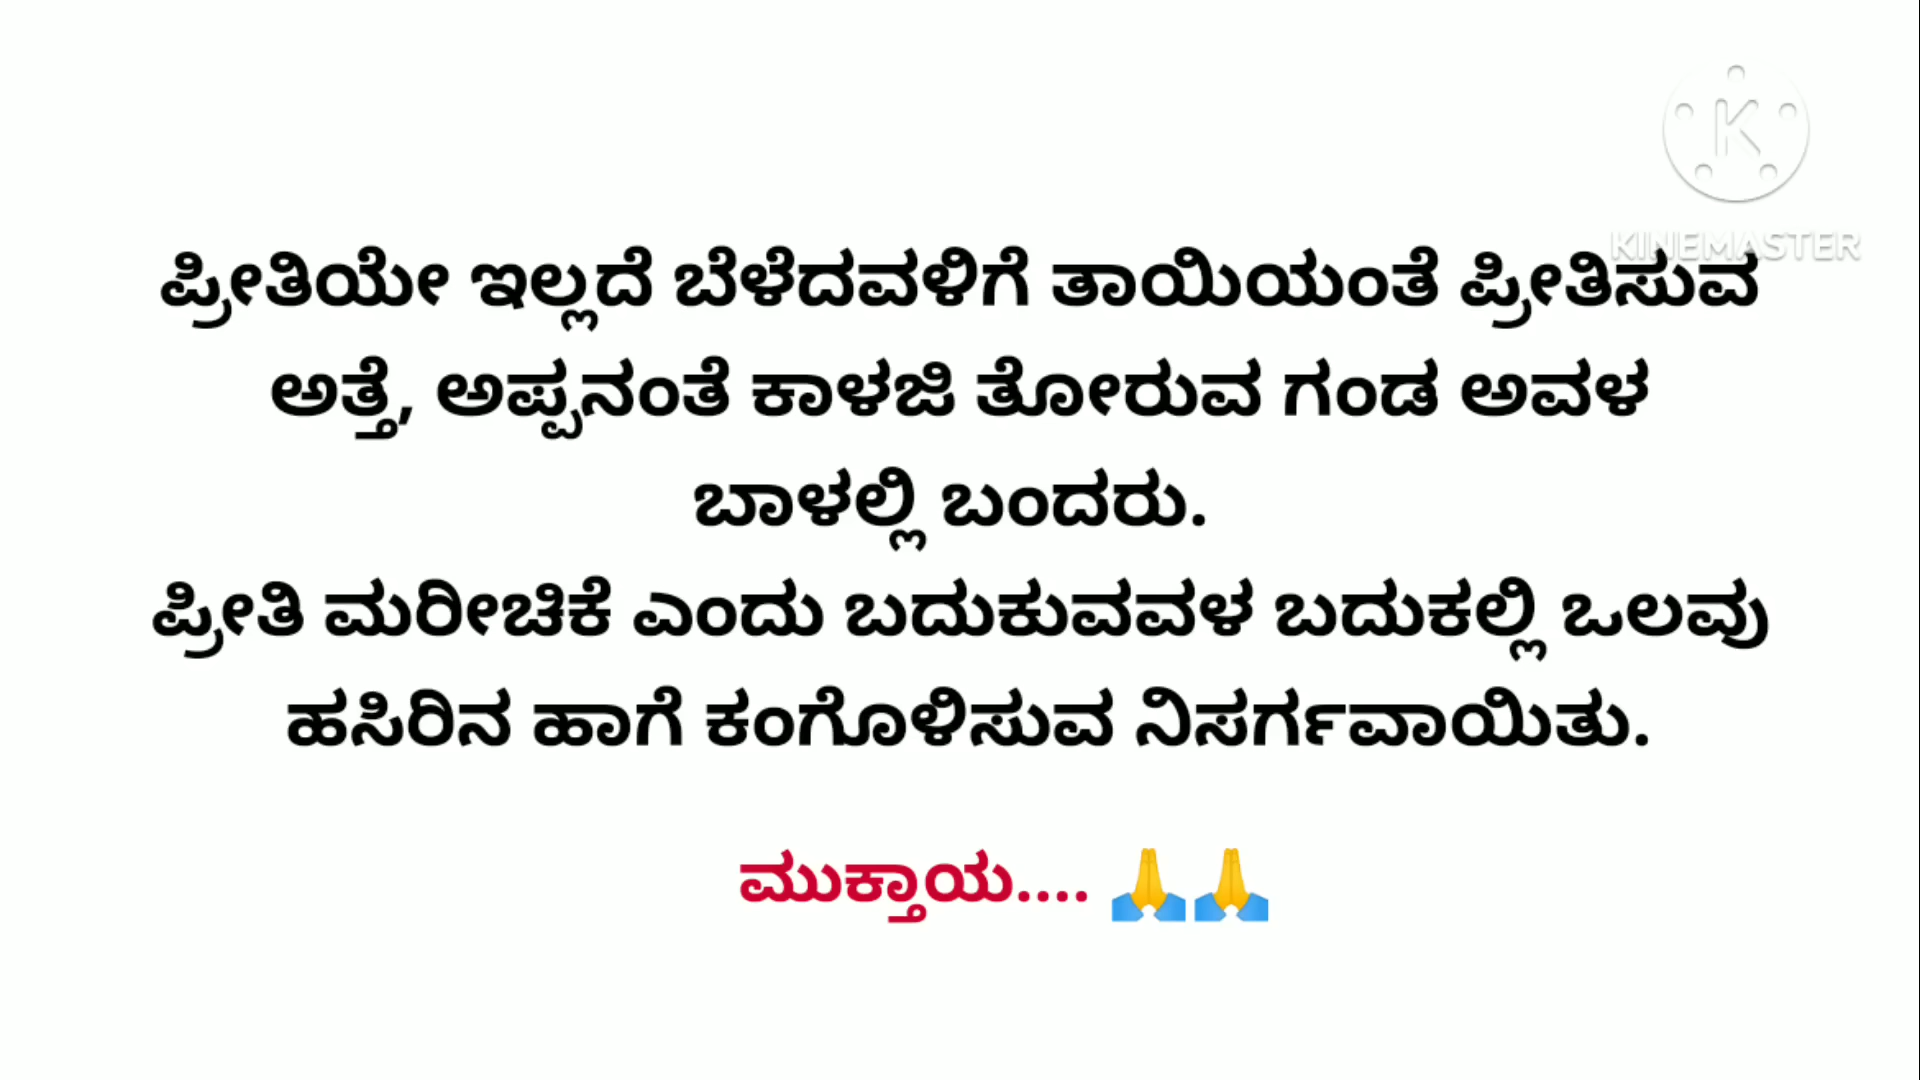 KINEMASTER
ಪ್ರೀತಿಯೇ ಇಲ್ಲದೆ ಬೆಳೆದವಳಿಗೆ ತಾಯಿಯಂತೆ ಪ್ರೀತಿಸುವ
ಅತ್ತೆ, ಅಪ್ಪನಂತೆ ಕಾಳಜಿ ತೋರುವ ಗಂಡ ಅವಳ
ಬಾಳಲ್ಲಿ ಬಂದರು.
ಪ್ರೀತಿ ಮರೀಚಿಕೆ ಎಂದು ಬದುಕುವವಳ ಬದುಕಲ್ಲಿ ಒಲವು
ಹಸಿರಿನ ಹಾಗೆ ಕಂಗೊಳಿಸುವ ನಿಸರ್ಗವಾಯಿತು.
ಮುಕ್ತಾಯ.... 🙏🙏